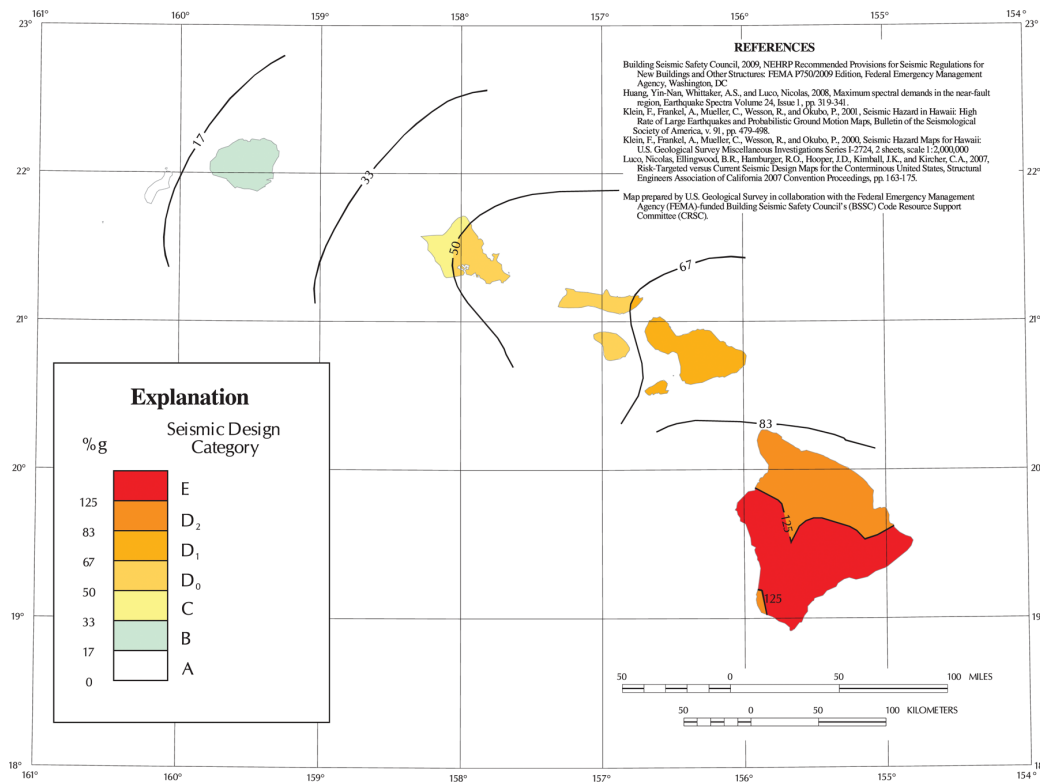 161° 160° 159° 158° 157° 156° 155° 154°
23° 23°
REFERENCES
Building Seismic Safety Council, 2009, NEHRP Recommended Provisions for Seismic Regulations for
New Buildings and Other Structures: FEMA P750/2009 Edition, Federal Emergency Management
Agency, Washington, DC
Huang, Yin-Nan, Whittaker, A.S., and Luco, Nicolas, 2008, Maximum spectral demands in the near-fault
region, Earthquake Spectra Volume 24, Issue 1, pp. 319-341.
Klein, F., Frankel, A., Mueller, C., Wesson, R., and Okubo, P., 2001, Seismic Hazard in Hawaii: High
Rate of Large Earthquakes and Probabilistic Ground Motion Maps, Bulletin of the Seismological
Society of America, v. 91, pp. 479-498.
Klein, F., Frankel, A., Mueller, C., Wesson, R., and Okubo, P., 2000, Seismic Hazard Maps for Hawaii:
U.S. Geological Survey Miscellaneous Investigations Series I-2724, 2 sheets, scale 1:2,000,000
Luco, Nicolas, Ellingwood, B.R., Hamburger, R.O., Hooper, J.D., Kimball, J.K., and Kircher, C.A., 2007,
Risk-Targeted versus Current Seismic Design Maps for the Conterminous United States, Structural
Engineers Association of California 2007 Convention Proceedings, pp. 163-175.
Map prepared by U.S. Geological Survey in collaboration with the Federal Emergency Management
Agency (FEMA)-funded Building Seismic Safety Council's (BSSC) Code Resource Support
Committee (CRSC).
17
33
22° 22°
50
67
21° 21°
83
20° 20
125
125
19° 19
Explanation
Seismic Design
Category
%g
E
125
D2
83
D1
67
D0
50
C
33
B
17
A
0
50 0 50 100 MILES
50 0 50 100 KILOMETERS
18° 18
161° 160° 159° 158° 157° 156° 155° 154°